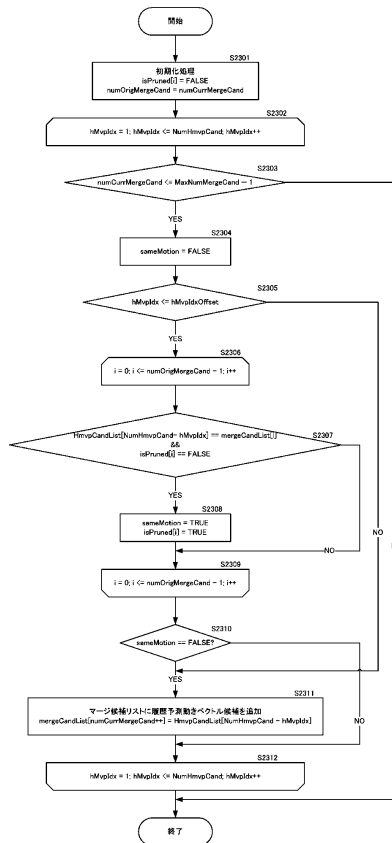 開始
S2301
初期化処理
isPruned[i] = FALSE
numOrigMergeCand = numCurrMergeCand
S2302
hMvpIdx = 1; hMvpIdx <= NumHmvpCand; hMvpIdx++
S2303
numCurrMergeCand <= MaxNumMergeCand − 1
YES
S2304
sameMotion = FALSE
S2305
hMvpIdx <= hMvpIdxOffset
YES
S2306
i = 0; i <= numOrigMergeCand − 1; i++
S2307
HmvpCandList[NumHmvpCand− hMvpIdx] == mergeCandList[i]
&&
isPruned[i] == FALSE
YES
S2308
sameMotion = TRUE
isPruned[i] = TRUE
NO
NO
S2309
i = 0; i <= numOrigMergeCand − 1; i++
S2310
sameMotion == FALSE?
YES
S2311
マージ候補リストに履歴予測動きベクトル候補を追加
mergeCandList[numCurrMergeCand++] = HmvpCandList[NumHmvpCand − hMvpIdx]
NO
S2312
hMvpIdx = 1; hMvpIdx <= NumHmvpCand; hMvpIdx++
終了